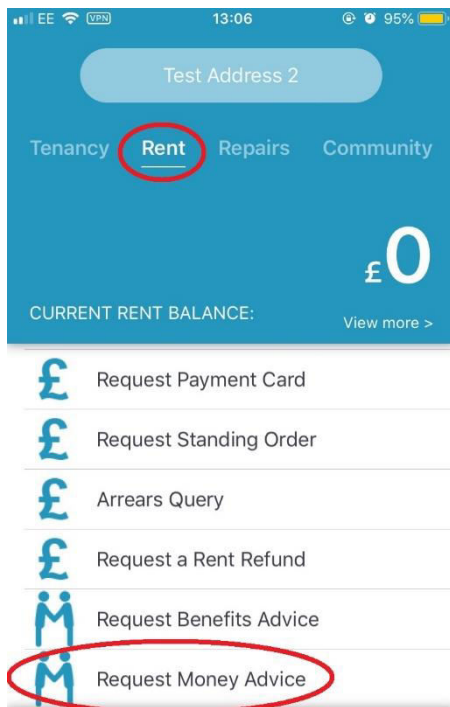 EE VPN 13:06 95%
Test Address 2
Tenancy Rent Repairs Community
£0
CURRENT RENT BALANCE: View more >
£ Request Payment Card
£ Request Standing Order
£ Arrears Query
£ Request a Rent Refund
Request Benefits Advice
Request Money Advice